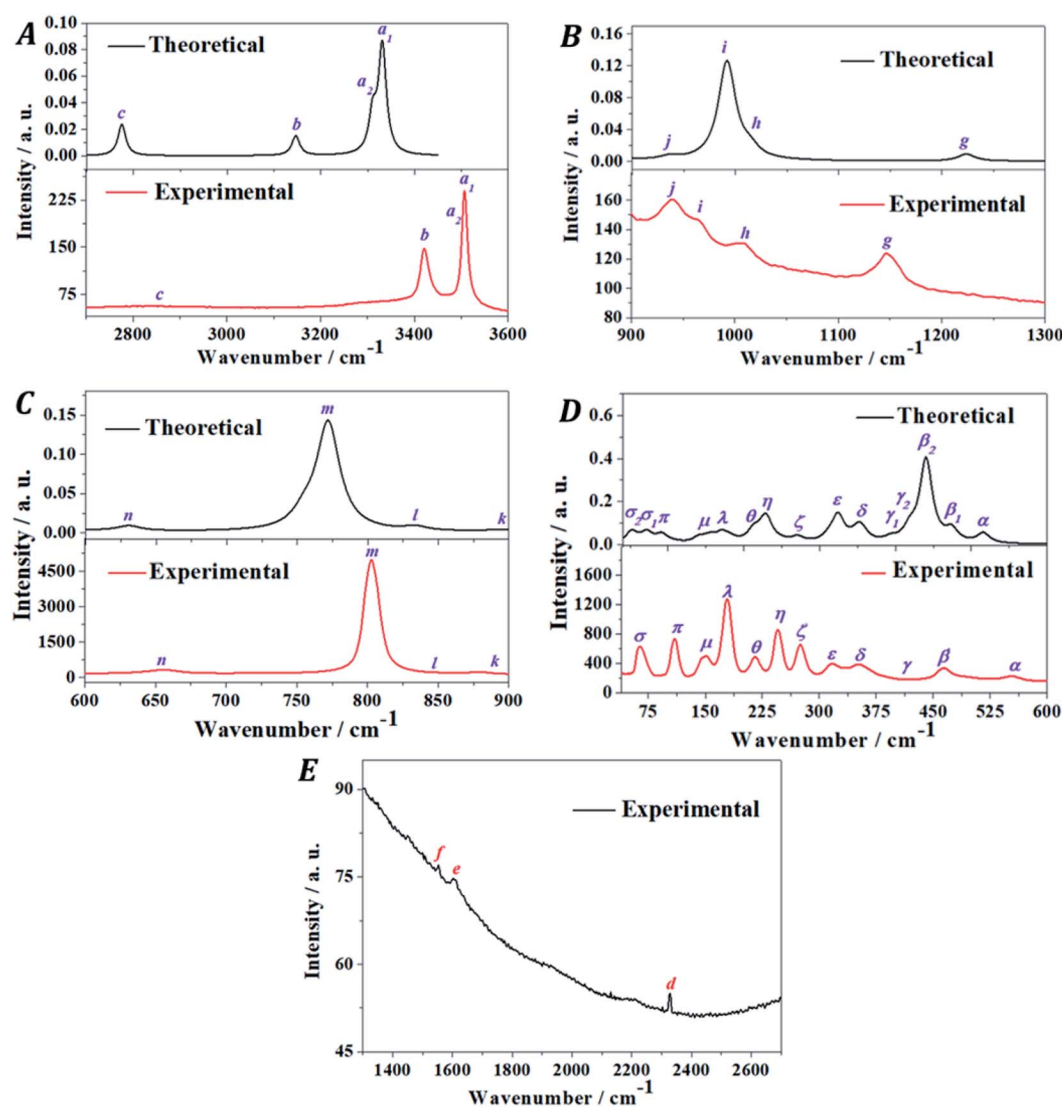 A
Theoretical
a1
a2
b
c
0.10
0.08
0.06
0.04
0.02
0.00
Intensity / a. u.
Experimental
a1
a2
b
c
225
150
75
Intensity / a. u.
2800 3000 3200 3400 3600
Wavenumber / cm-1
B
Theoretical
i
h
j
g
0.16
0.12
0.08
0.04
0.00
Intensity / a. u.
Experimental
j
i
h
g
160
140
120
100
80
Intensity / a. u.
900 1000 1100 1200 1300
Wavenumber / cm-1
C
Theoretical
m
n
l
k
0.15
0.10
0.05
0.00
Intensity / a. u.
Experimental
m
n
l
k
4500
3000
1500
0
Intensity / a. u.
600 650 700 750 800 850 900
Wavenumber / cm-1
D
Theoretical
σ2 σ1 π μ λ θ η ζ ε δ γ1 γ2 β2 β1 α
0.6
0.4
0.2
0.0
Intensity / a. u.
Experimental
σ π μ λ θ η ζ ε δ γ β α
1600
1200
800
400
0
Intensity / a. u.
75 150 225 300 375 450 525 600
Wavenumber / cm-1
E
Experimental
f
e
d
90
75
60
45
Intensity / a. u.
1400 1600 1800 2000 2200 2400 2600
Wavenumber / cm-1